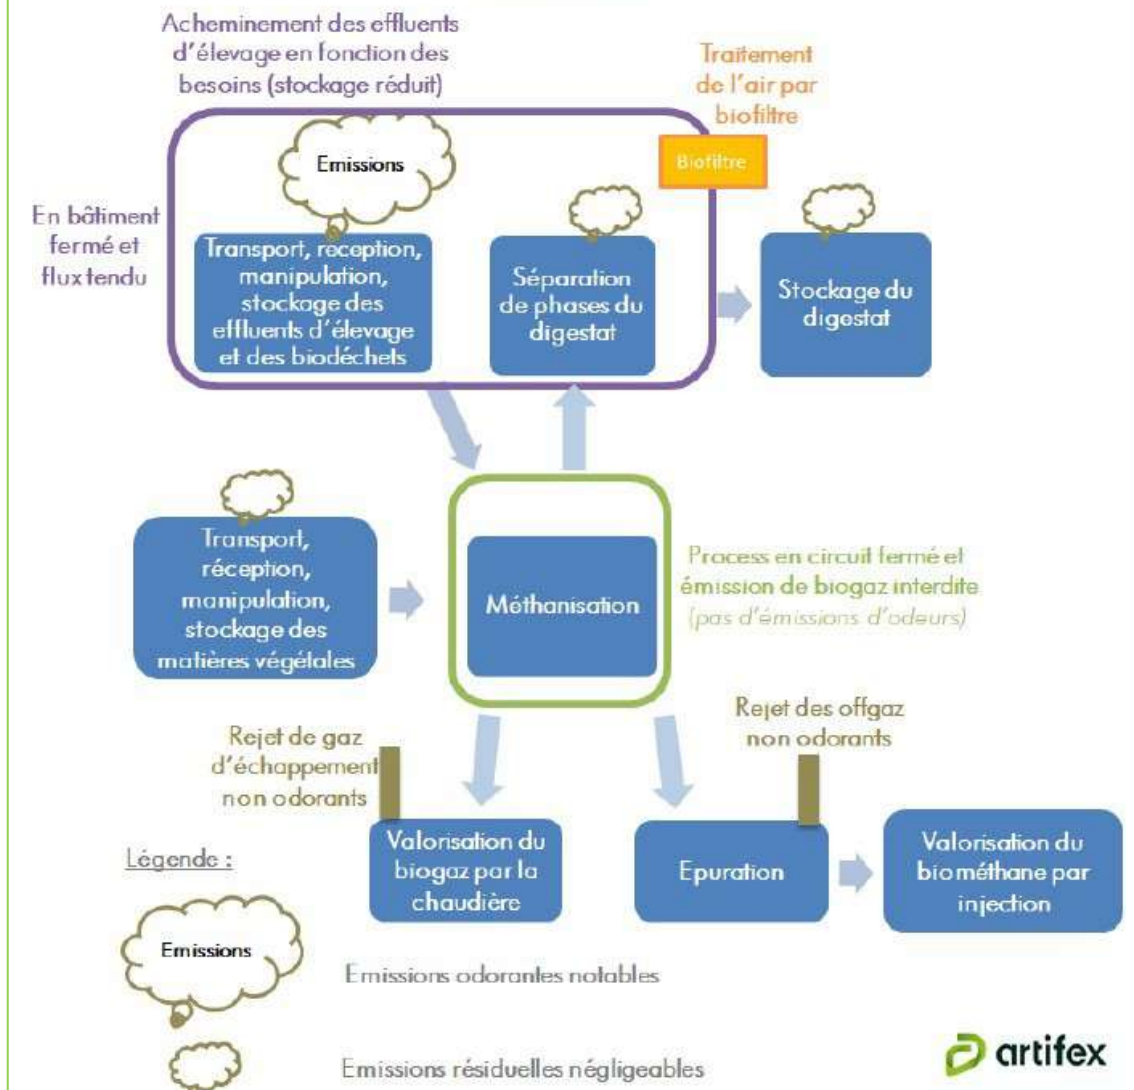 Acheminement des effluents
d'élevage en fonction des
besoins (stockage réduit)
Traitement
de l'air par
biofiltre
Emissions
Biofiltre
En bâtiment
fermé et
flux tendu
Transport, réception,
manipulation,
stockage des
effluents d'élevage
et des biodéchets
Séparation
de phases du
digestat
Stockage du
digestat
Transport,
réception,
manipulation,
stockage des
matières végétales
Méthanisation
Process en circuit fermé et
émission de biogaz interdite
(pas d'émissions d'odeurs)
Rejet de gaz
d'échappement
non odorants
Rejet des offgaz
non odorants
Valorisation du
biogaz par la
chaudière
Epuration
Valorisation du
biométhane par
injection
Légende :
Emissions
Emissions odorantes notables
Emissions résiduelles négligeables
artifex